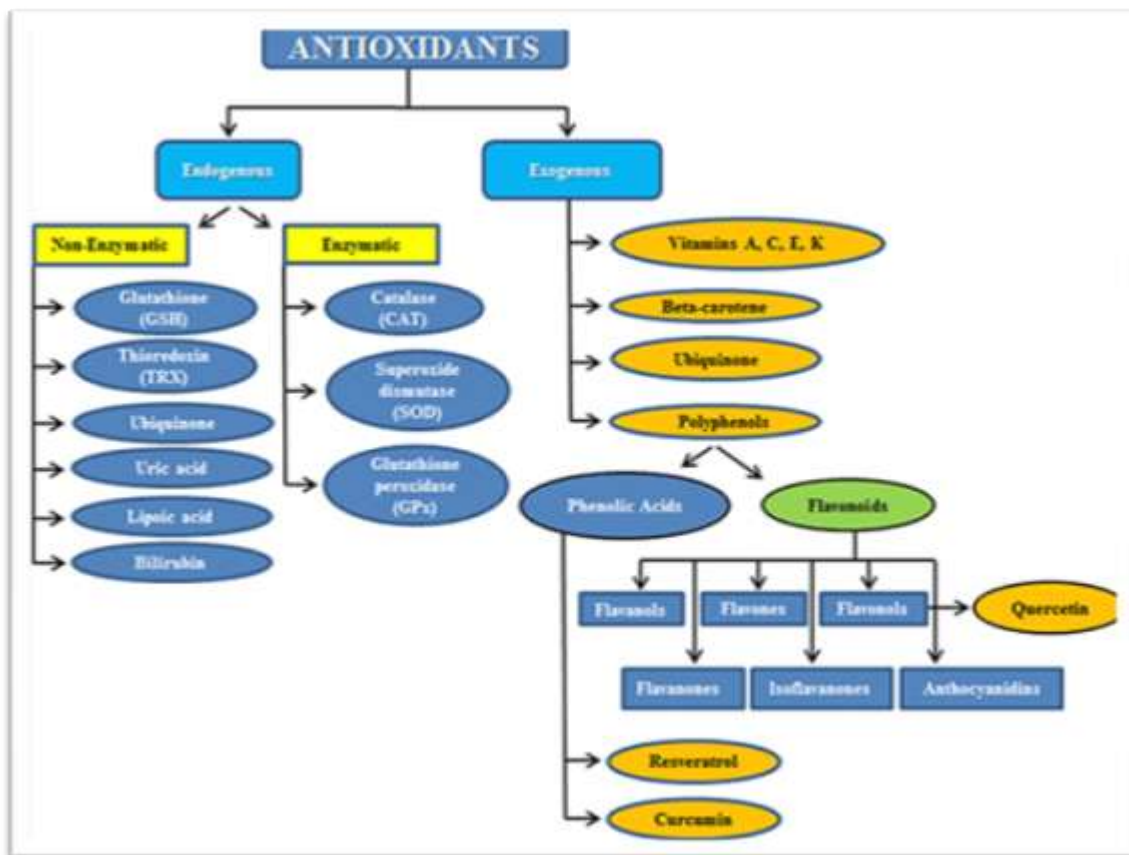 ANTIOXIDANTS
Endogenous
Exogenous
Non-Enzymatic
Enzymatic
Vitamins A, C, E, K
Glutathione
(GSH)
Catalase
(CAT)
Beta-carotene
Thioredoxin
(TRX)
Superoxide
dismutase
(SOD)
Ubiquinone
Ubiquinone
Polyphenols
Uric acid
Glutathione
peroxidase
(GPx)
Lipoic acid
Phenolic Acids
Flavonoids
Bilirubin
Flavanols
Flavones
Flavonols
Quercetin
Flavanones
Isoflavanones
Anthocyanidins
Resveratrol
Curcumin